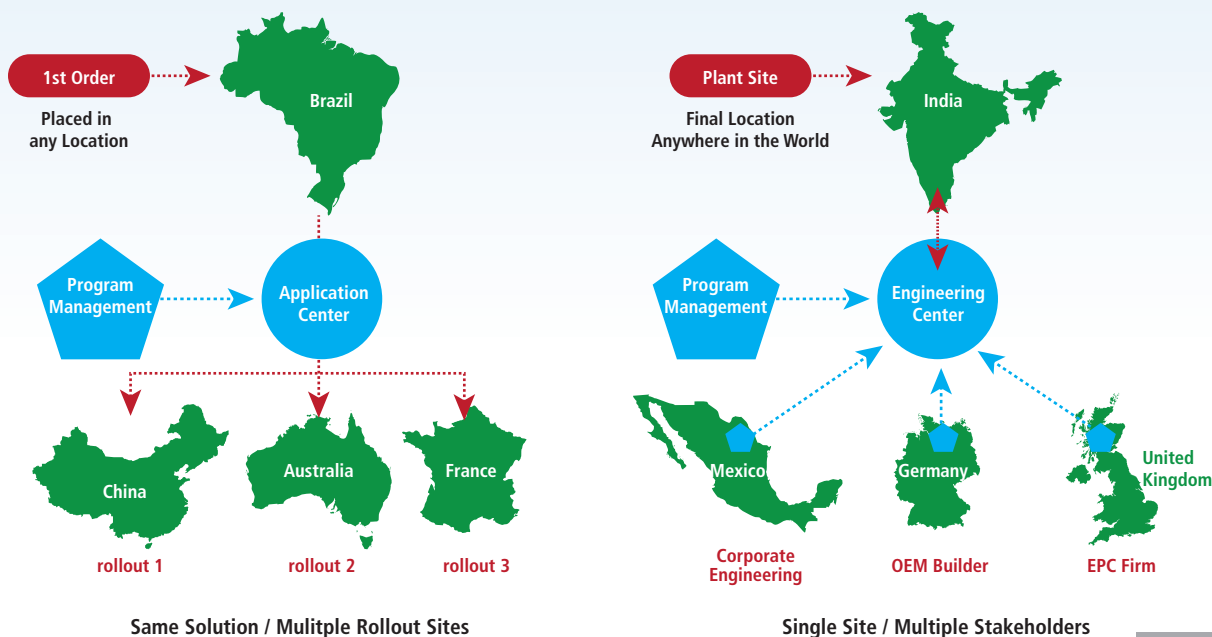 1st Order
Placed in
any Location
Brazil
Program
Management
Application
Center
China
Australia
France
rollout 1
rollout 2
rollout 3
Same Solution / Mulitple Rollout Sites
Plant Site
Final Location
Anywhere in the World
India
Program
Management
Engineering
Center
Mexico
Germany
United
Kingdom
Corporate
Engineering
OEM Builder
EPC Firm
Single Site / Multiple Stakeholders